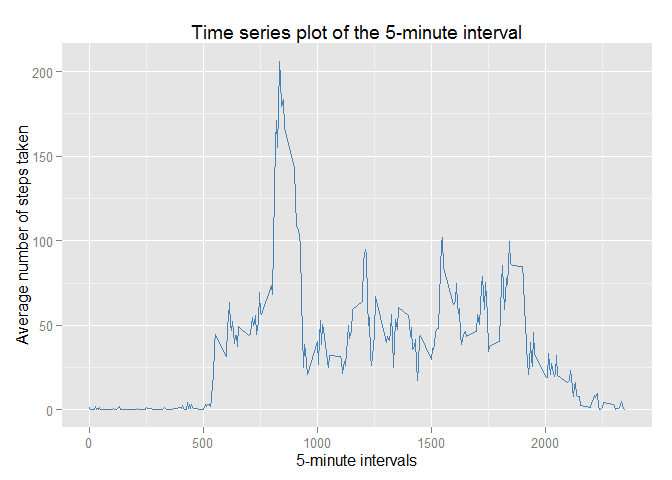 Time series plot of the 5-minute interval
Average number of steps taken
200
150
100
50
0
0 500 1000 1500 2000
5-minute intervals